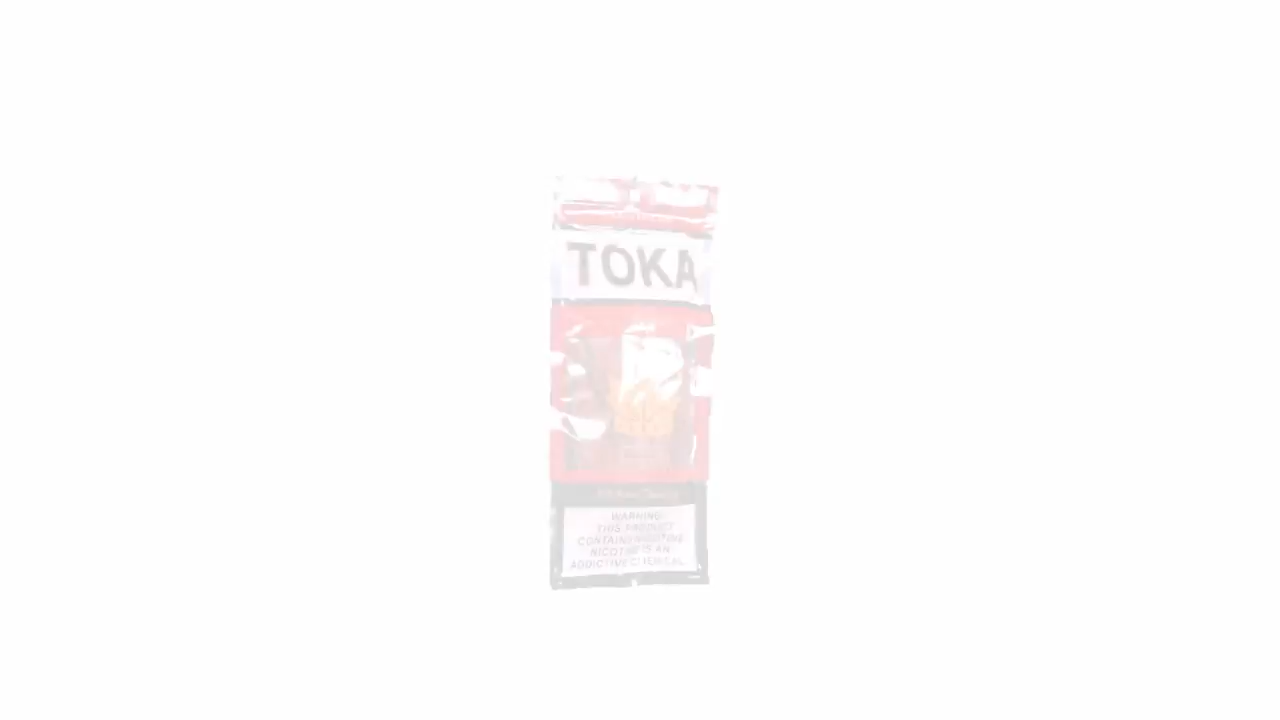 TOKA
WARNING:
THIS PRODUCT
CONTAINS NICOTINE
NICOTINE IS AN
ADDICTIVE CHEMICAL.